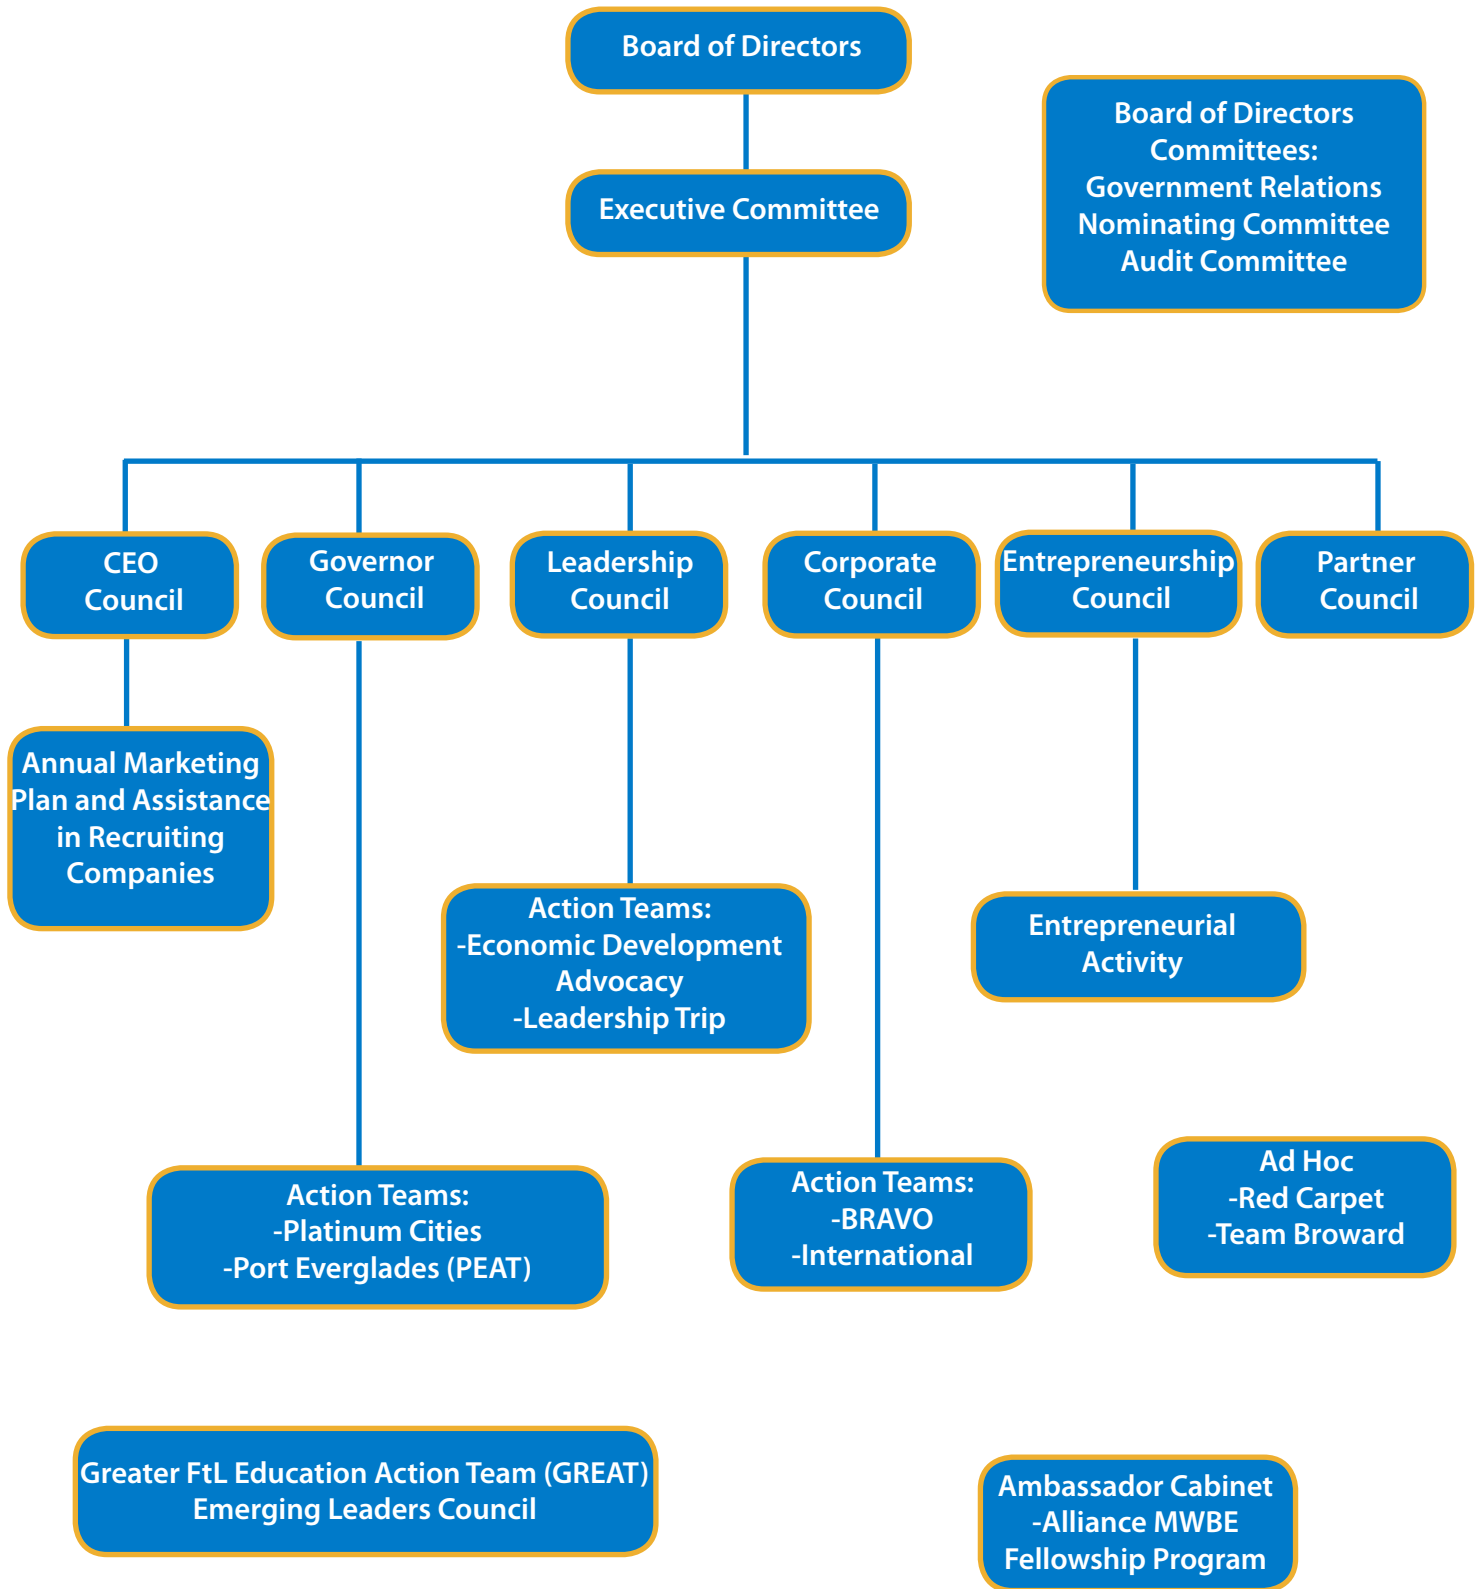 Board of Directors
Board of Directors
Committees:
Government Relations
Nominating Committee
Audit Committee
Executive Committee
CEO
Council
Governor
Council
Leadership
Council
Corporate
Council
Entrepreneurship
Council
Partner
Council
Annual Marketing
Plan and Assistance
in Recruiting
Companies
Action Teams:
-Economic Development
Advocacy
-Leadership Trip
Entrepreneurial
Activity
Action Teams:
-Platinum Cities
-Port Everglades (PEAT)
Action Teams:
-BRAVO
-International
Ad Hoc
-Red Carpet
-Team Broward
Greater FtL Education Action Team (GREAT)
Emerging Leaders Council
Ambassador Cabinet
-Alliance MWBE
Fellowship Program